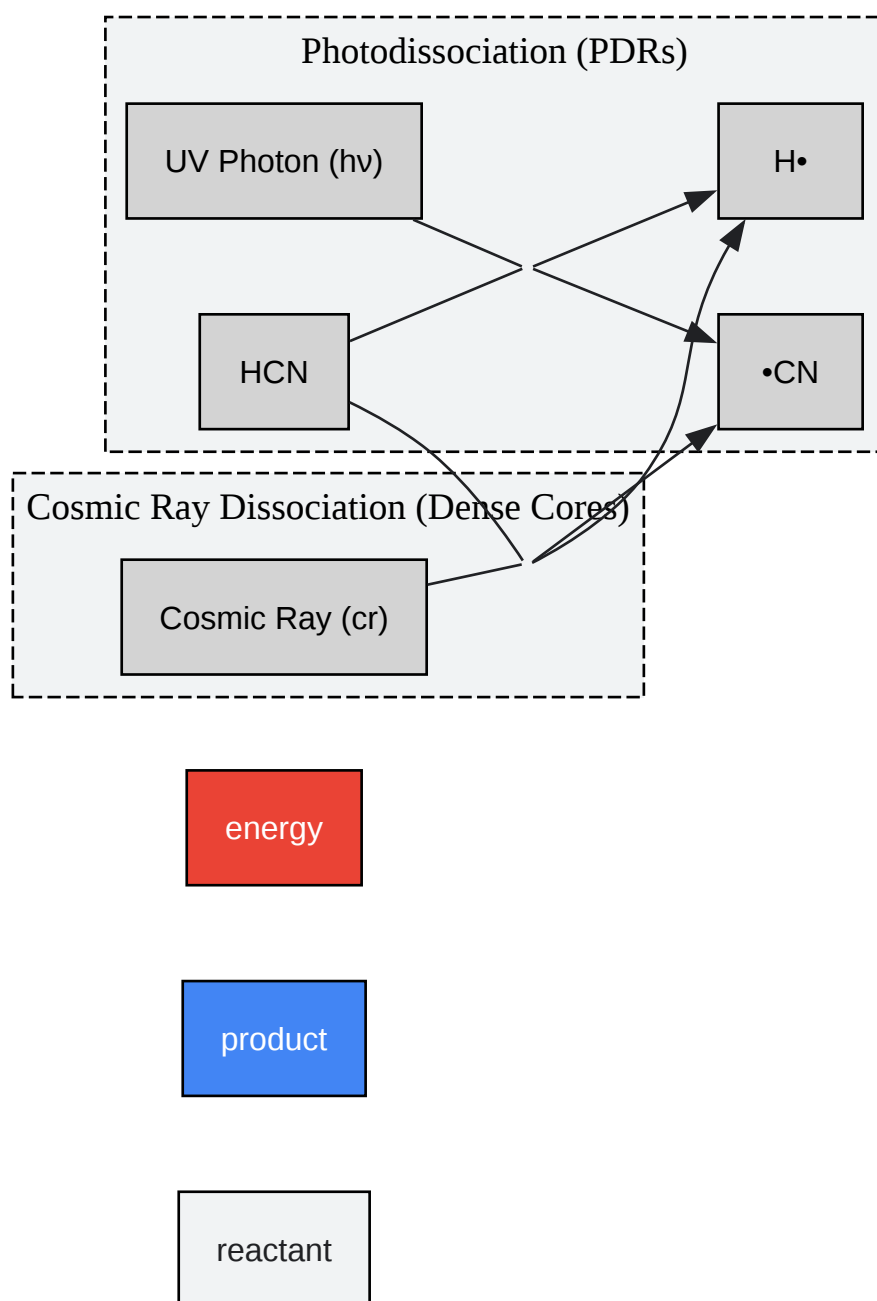 Photodissociation (PDRs)
UV Photon (hν)
H•
HCN
•CN
Cosmic Ray Dissociation (Dense Cores)
Cosmic Ray (cr)
energy
product
reactant